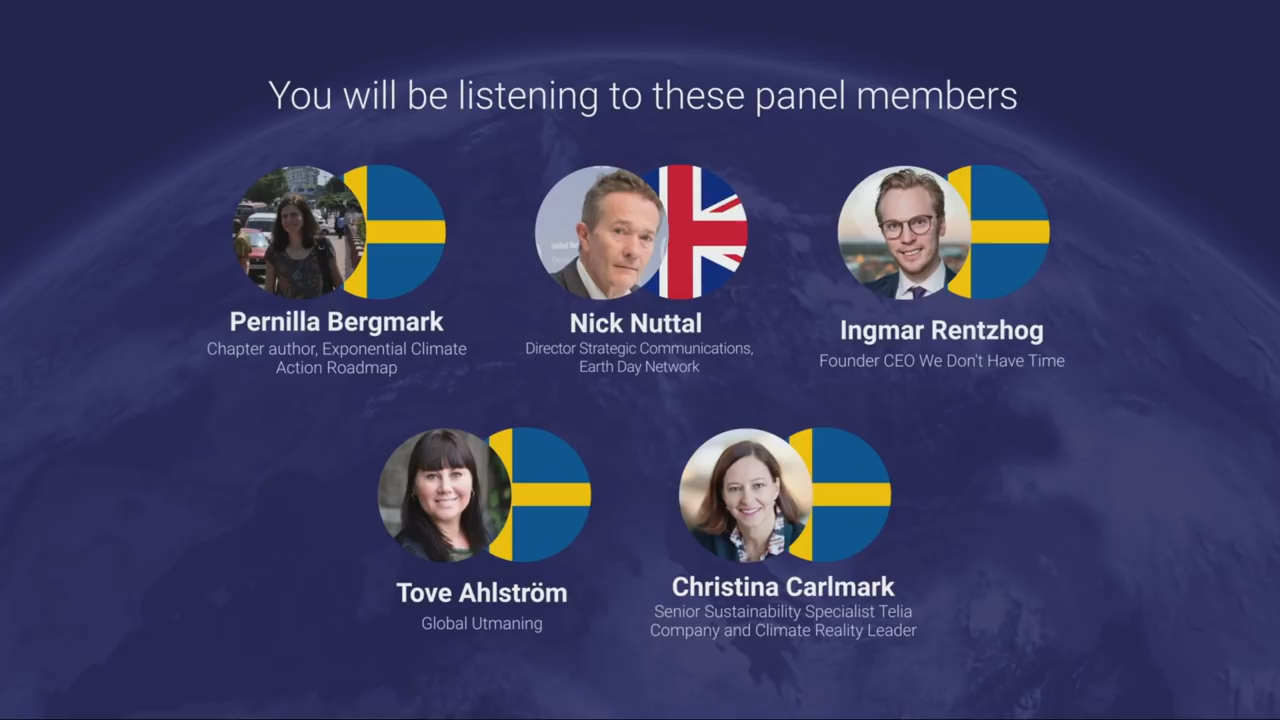 You will be listening to these panel members
Pernilla Bergmark
Chapter author, Exponential Climate
Action Roadmap
Nick Nuttal
Director Strategic Communications,
Earth Day Network
Ingmar Rentzhog
Founder CEO We Don't Have Time
Tove Ahlström
Global Utmaning
Christina Carlmark
Senior Sustainability Specialist Telia
Company and Climate Reality Leader